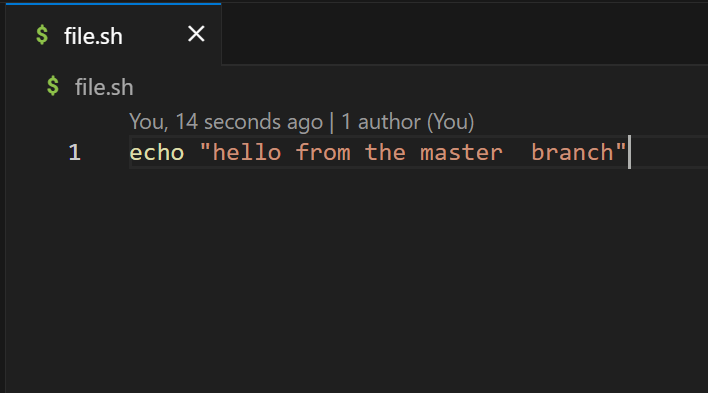 $ file.sh
$ file.sh
You, 14 seconds ago | 1 author (You)
1 echo "hello from the master  branch"